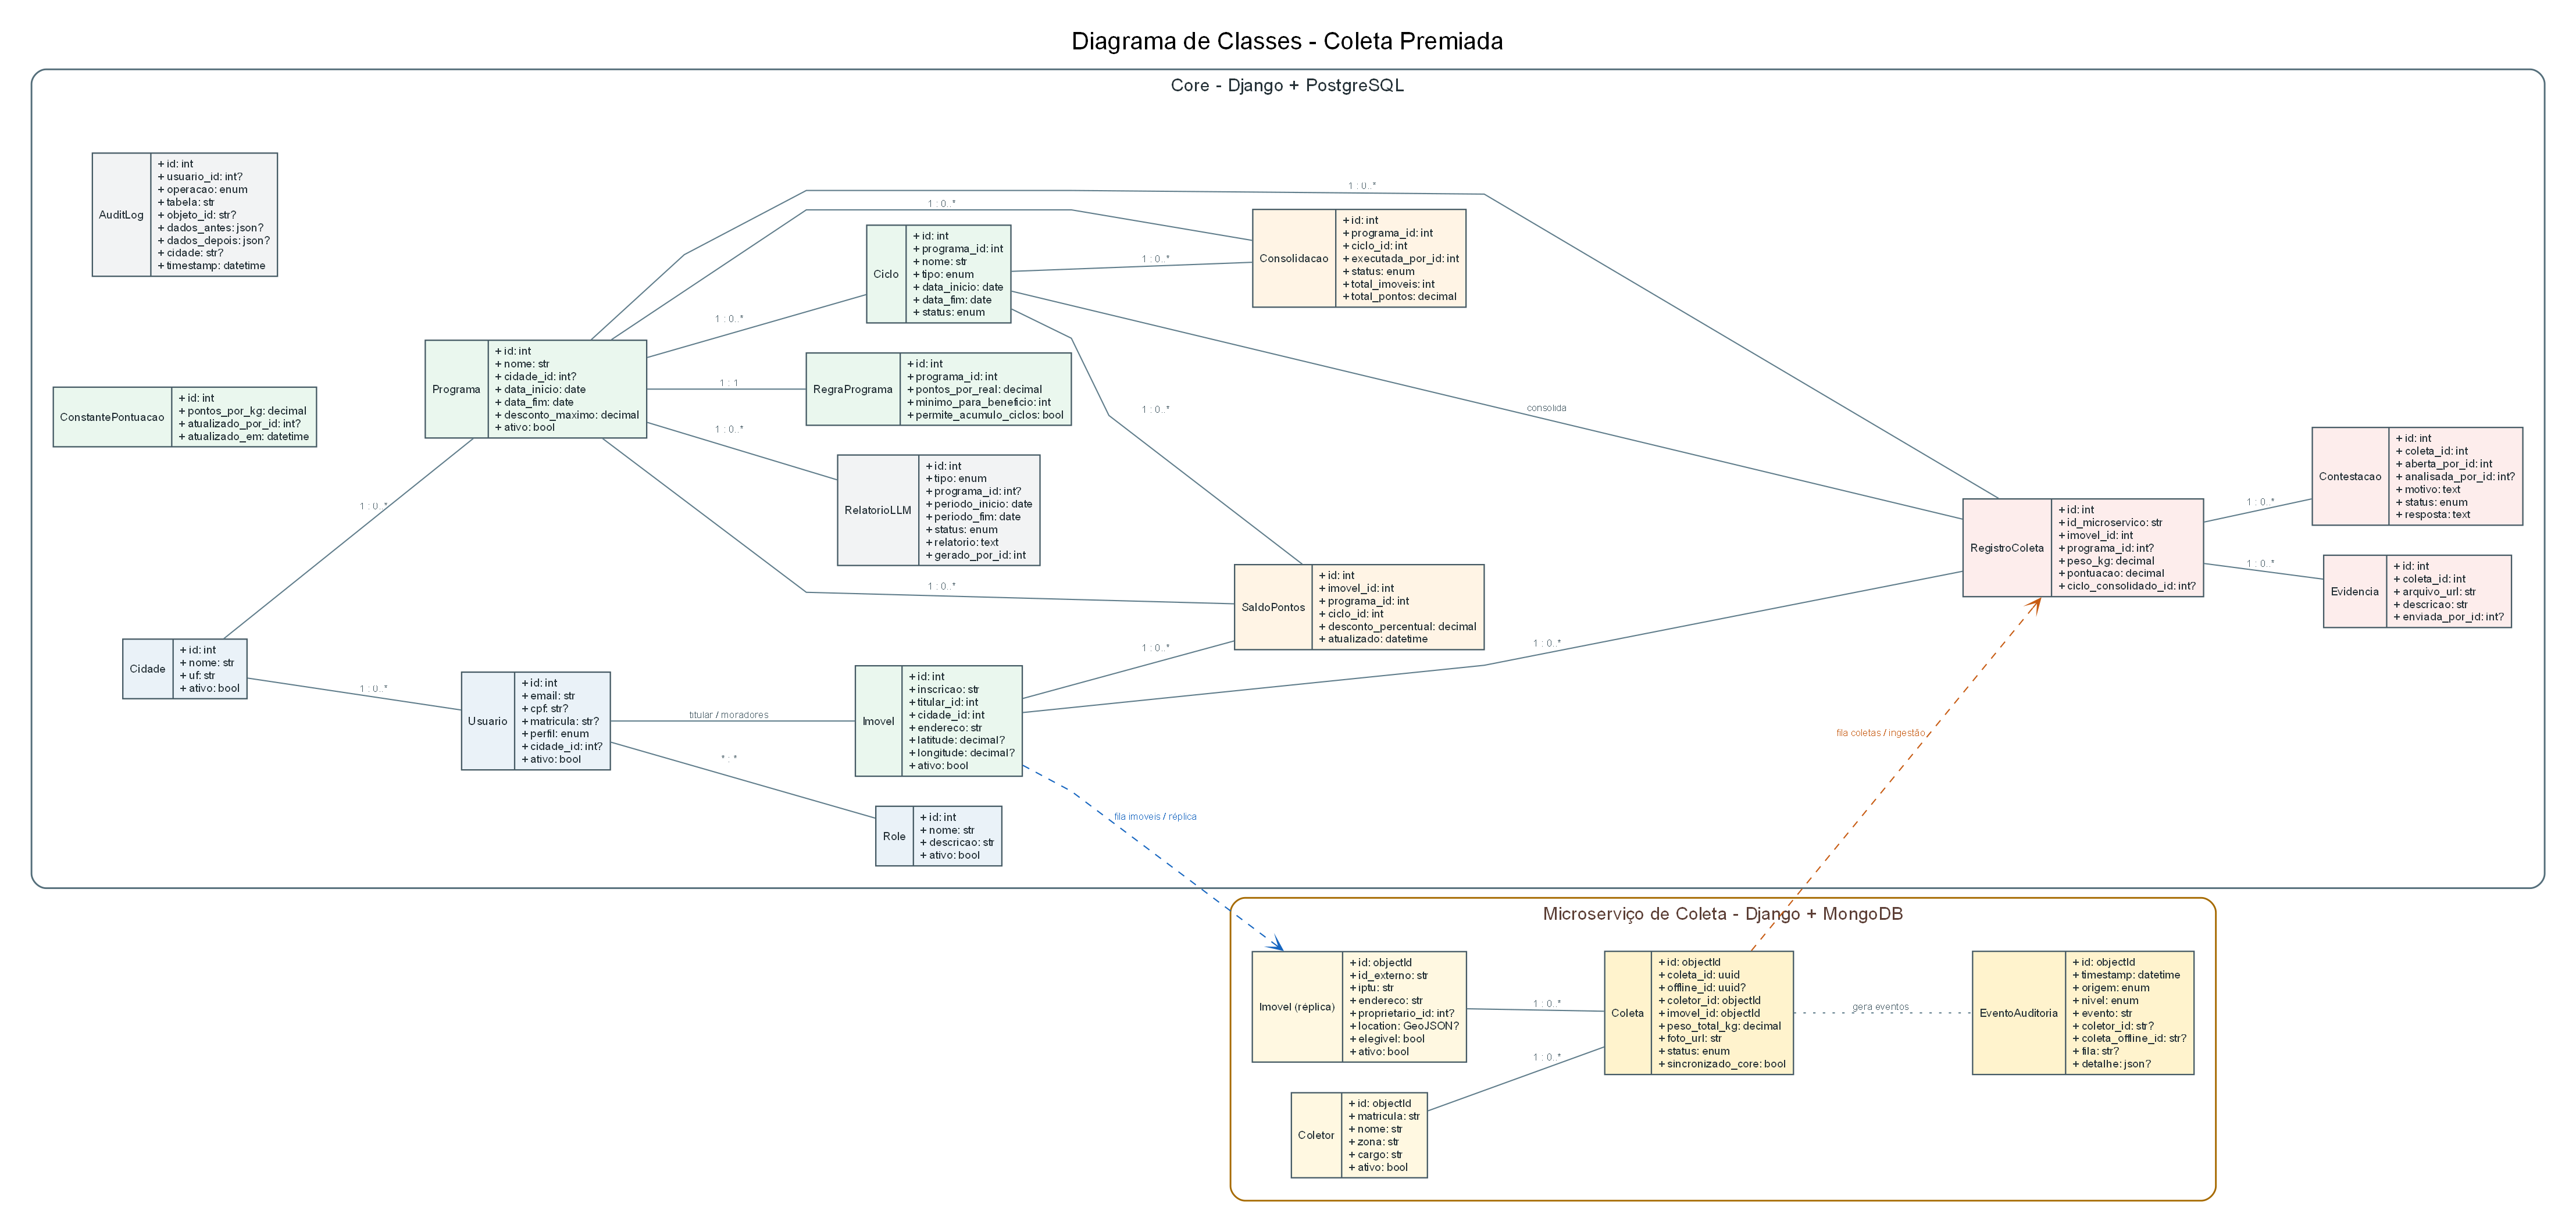 Diagrama de Classes - Coleta Premiada
Core - Django + PostgreSQL
AuditLog
+ id: int
+ usuario_id: int?
+ operacao: enum
+ tabela: str
+ objeto_id: str?
+ dados_antes: json?
+ dados_depois: json?
+ cidade: str?
+ timestamp: datetime
ConstantePontuacao
+ id: int
+ pontos_por_kg: decimal
+ atualizado_por_id: int?
+ atualizado_em: datetime
Programa
+ id: int
+ nome: str
+ cidade_id: int?
+ data_inicio: date
+ data_fim: date
+ desconto_maximo: decimal
+ ativo: bool
Ciclo
+ id: int
+ programa_id: int
+ nome: str
+ tipo: enum
+ data_inicio: date
+ data_fim: date
+ status: enum
Consolidacao
+ id: int
+ programa_id: int
+ ciclo_id: int
+ executada_por_id: int
+ status: enum
+ total_imoveis: int
+ total_pontos: decimal
RegraPrograma
+ id: int
+ programa_id: int
+ pontos_por_real: decimal
+ minimo_para_beneficio: int
+ permite_acumulo_ciclos: bool
RelatorioLLM
+ id: int
+ tipo: enum
+ programa_id: int?
+ periodo_inicio: date
+ periodo_fim: date
+ status: enum
+ relatorio: text
+ gerado_por_id: int
SaldoPontos
+ id: int
+ imovel_id: int
+ programa_id: int
+ ciclo_id: int
+ desconto_percentual: decimal
+ atualizado: datetime
RegistroColeta
+ id: int
+ id_microservico: str
+ imovel_id: int
+ programa_id: int?
+ peso_kg: decimal
+ pontuacao: decimal
+ ciclo_consolidado_id: int?
Contestacao
+ id: int
+ coleta_id: int
+ aberta_por_id: int
+ analisada_por_id: int?
+ motivo: text
+ status: enum
+ resposta: text
Evidencia
+ id: int
+ coleta_id: int
+ arquivo_url: str
+ descricao: str
+ enviada_por_id: int?
Cidade
+ id: int
+ nome: str
+ uf: str
+ ativo: bool
Usuario
+ id: int
+ email: str
+ cpf: str?
+ matricula: str?
+ perfil: enum
+ cidade_id: int?
+ ativo: bool
Imovel
+ id: int
+ inscricao: str
+ titular_id: int
+ cidade_id: int
+ endereco: str
+ latitude: decimal?
+ longitude: decimal?
+ ativo: bool
Role
+ id: int
+ nome: str
+ descricao: str
+ ativo: bool
1 : 0..*
1 : 0..*
1 : 0..*
1 : 0..*
1 : 1
1 : 0..*
1 : 0..*
consolida
1 : 0..*
1 : 0..*
1 : 0..*
1 : 0..*
1 : 0..*
1 : 0..*
1 : 0..*
1 : 0..*
titular / moradores
* : *
fila imoveis / réplica
fila coletas / ingestão
Microserviço de Coleta - Django + MongoDB
Imovel (réplica)
+ id: objectId
+ id_externo: str
+ iptu: str
+ endereco: str
+ proprietario_id: int?
+ location: GeoJSON?
+ elegivel: bool
+ ativo: bool
1 : 0..*
Coleta
+ id: objectId
+ coleta_id: uuid
+ offline_id: uuid?
+ coletor_id: objectId
+ imovel_id: objectId
+ peso_total_kg: decimal
+ foto_url: str
+ status: enum
+ sincronizado_core: bool
gera eventos
EventoAuditoria
+ id: objectId
+ timestamp: datetime
+ origem: enum
+ nivel: enum
+ evento: str
+ coletor_id: str?
+ coleta_offline_id: str?
+ fila: str?
+ detalhe: json?
1 : 0..*
Coletor
+ id: objectId
+ matricula: str
+ nome: str
+ zona: str
+ cargo: str
+ ativo: bool